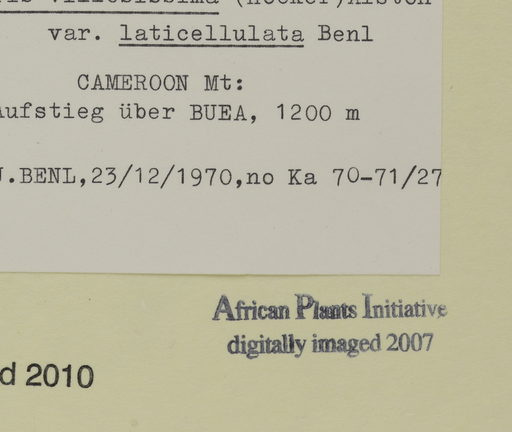 var. laticellulata Benl
CAMEROON Mt:
Aufstieg über BUEA, 1200 m
J.BENL,23/12/1970,no Ka 70-71/27
African Plants Initiative
digitally imaged 2007
d 2010